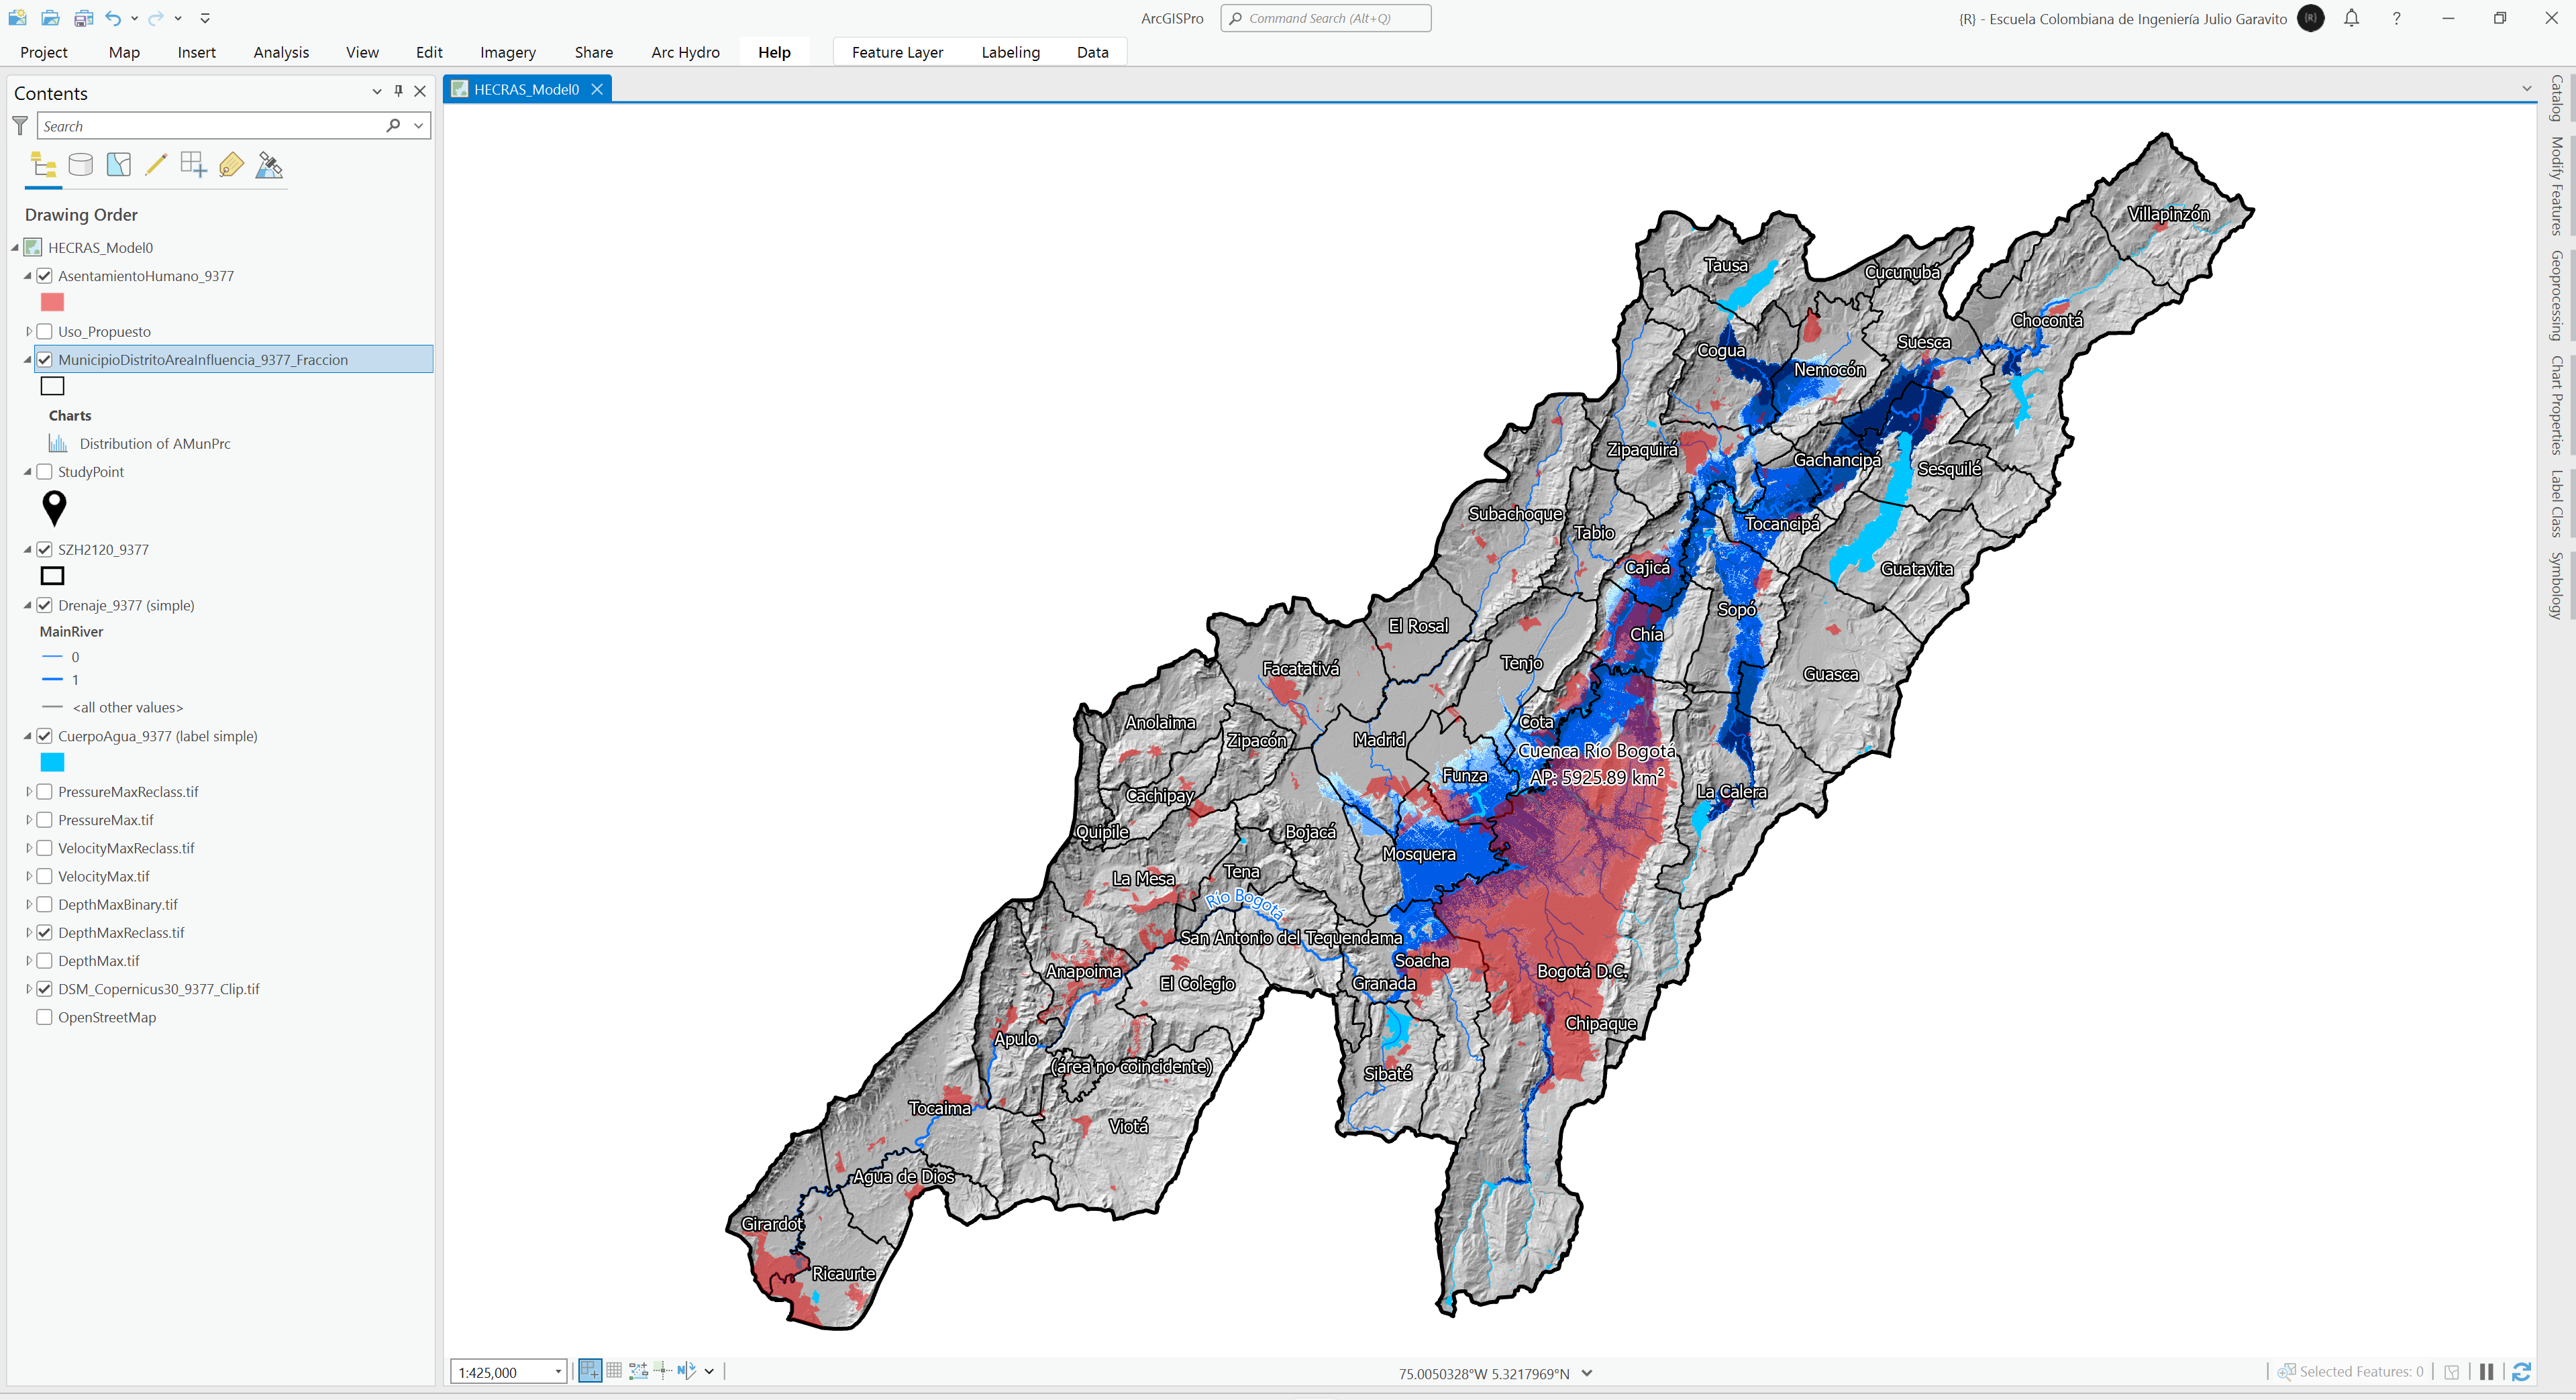 ArcGISPro
Command Search (Alt+Q)
{R} - Escuela Colombiana de Ingeniería Julio Garavito
{R}
?
Project
Map
Insert
Analysis
View
Edit
Imagery
Share
Arc Hydro
Help
Feature Layer
Labeling
Data
Contents
Search
Drawing Order
HECRAS_Model0
AsentamientoHumano_9377
Uso_Propuesto
MunicipioDistritoAreaInfluencia_9377_Fraccion
Charts
Distribution of AMunPrc
StudyPoint
SZH2120_9377
Drenaje_9377 (simple)
MainRiver
0
1
<all other values>
CuerpoAgua_9377 (label simple)
PressureMaxReclass.tif
PressureMax.tif
VelocityMaxReclass.tif
VelocityMax.tif
DepthMaxBinary.tif
DepthMaxReclass.tif
DepthMax.tif
DSM_Copernicus30_9377_Clip.tif
OpenStreetMap
HECRAS_Model0
Villapinzón
Tausa
Cucunubá
Chocontá
Suesca
Cogua
Nemocón
Zipaquirá
Gachancipá
Sesquilé
Subachoque
Tabio
Tocancipá
Cajicá
Guatavita
Sopó
El Rosal
Chía
Tenjo
Facatativá
Guasca
Anolaima
Cota
Zipacón
Madrid
Cuenca Río Bogotá
AP: 5925.89 km²
Funza
La Calera
Cachipay
Quipile
Bojacá
Mosquera
Tena
La Mesa
Río Bogotá
San Antonio del Tequendama
Soacha
Anapoima
Bogotá D.C.
El Colegio
Granada
Chipaque
Apulo
(área no coincidente)
Sibaté
Tocaima
Viotá
Agua de Dios
Girardot
Ricaurte
Catalog
Modify Features
Geoprocessing
Chart Properties
Label Class
Symbology
1:425,000
N
75.0050328°W 5.3217969°N
Selected Features: 0